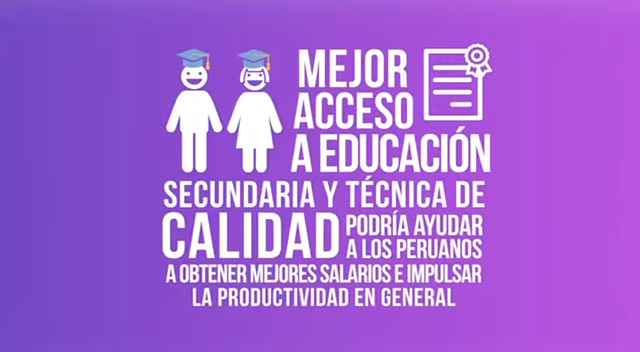 MEJOR
ACCESO
A EDUCACIÓN
SECUNDARIA Y TÉCNICA DE
CALIDAD PODRÍA AYUDAR
A LOS PERUANOS
A OBTENER MEJORES SALARIOS E IMPULSAR
LA PRODUCTIVIDAD EN GENERAL